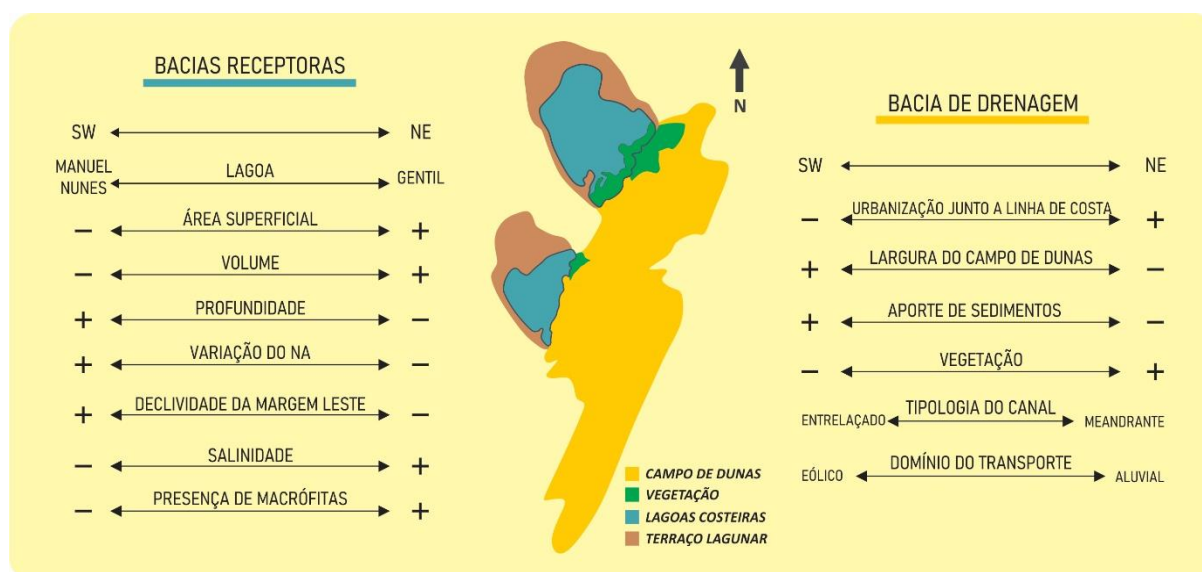 BACIAS RECEPTORAS
SW NE
MANUEL NUNES LAGOA GENTIL
- ÁREA SUPERFICIAL +
- VOLUME +
+ PROFUNDIDADE -
+ VARIAÇÃO DO NA -
+ DECLIVIDADE DA MARGEM LESTE -
- SALINIDADE +
- PRESENÇA DE MACRÓFITAS +
N
CAMPO DE DUNAS
VEGETAÇÃO
LAGOAS COSTEIRAS
TERRAÇO LAGUNAR
BACIA DE DRENAGEM
SW NE
- URBANIZAÇÃO JUNTO A LINHA DE COSTA +
+ LARGURA DO CAMPO DE DUNAS -
+ APORTE DE SEDIMENTOS -
- VEGETAÇÃO +
ENTRELAÇADO TIPOLOGIA DO CANAL MEANDRANTE
EÓLICO DOMÍNIO DO TRANSPORTE ALUVIAL